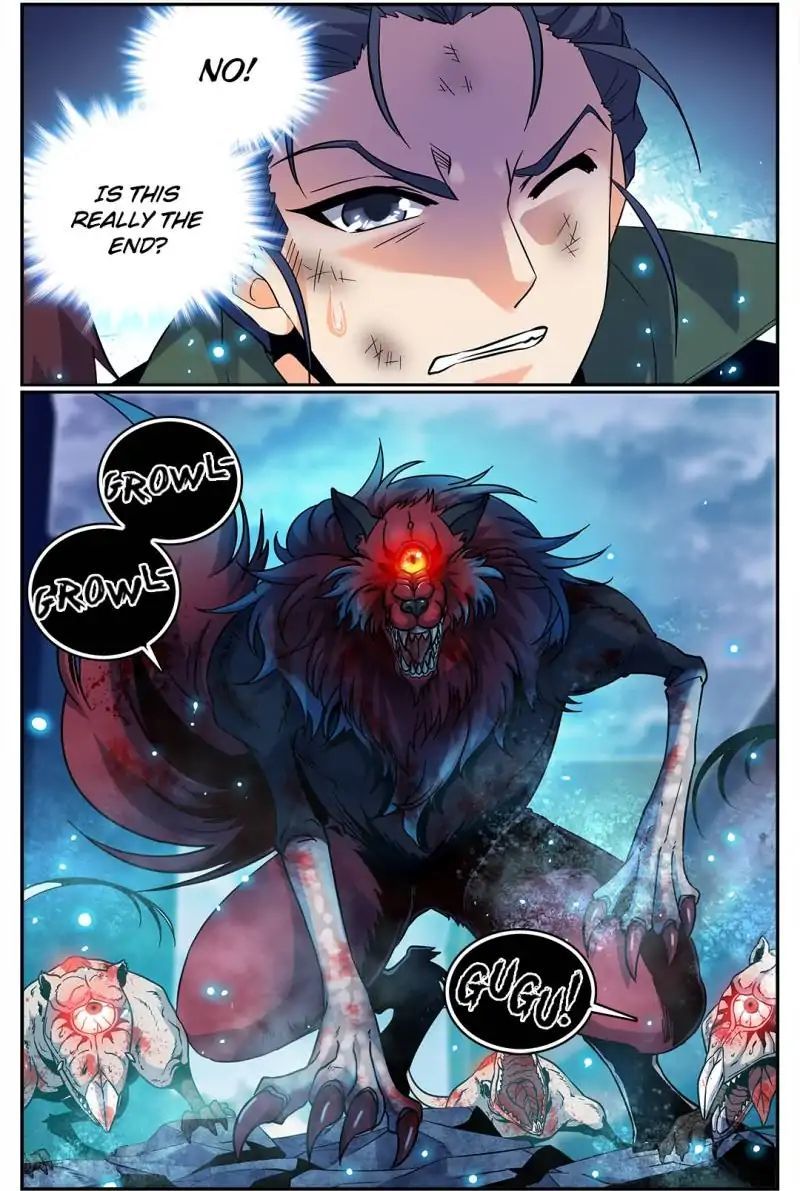 NO!
IS THIS
REALLY THE
END?
GROWL-
GROWL-
GUGU!